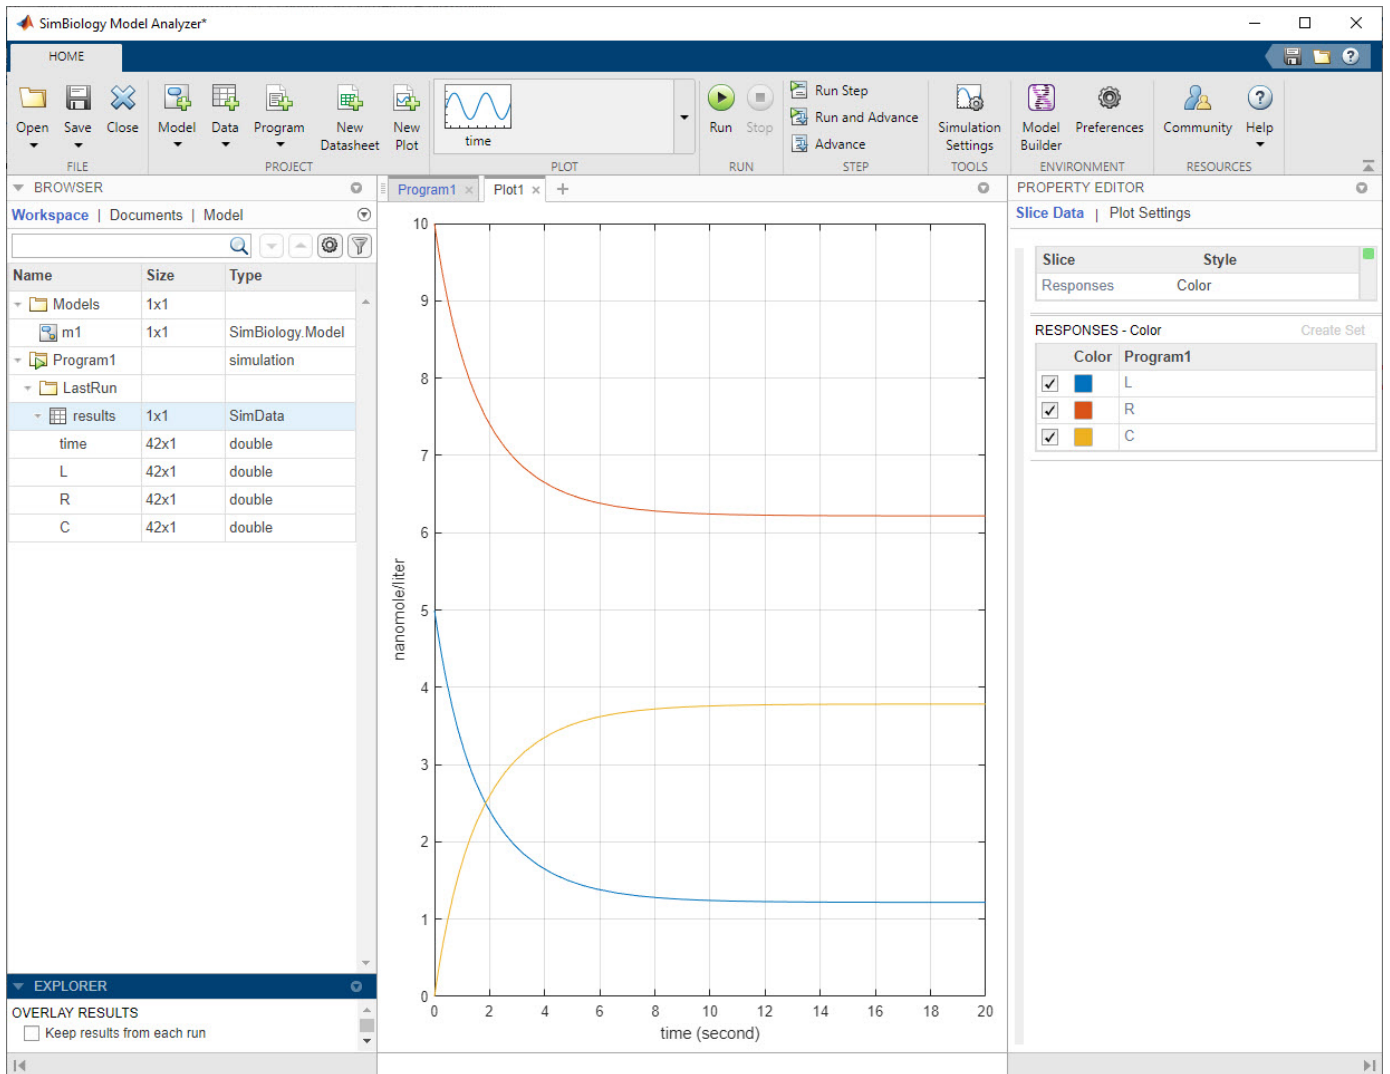 SimBiology Model Analyzer*
HOME
Open
Save
Close
Model
Data
Program
New Datasheet
New Plot
time
Run
Stop
Run Step
Run and Advance
Advance
Simulation Settings
Model Builder
Preferences
Community
Help
FILE
PROJECT
PLOT
RUN
STEP
TOOLS
ENVIRONMENT
RESOURCES
BROWSER
Workspace | Documents | Model
Name Size Type
Models 1x1
m1 1x1 SimBiology.Model
Program1 simulation
LastRun
results 1x1 SimData
time 42x1 double
L 42x1 double
R 42x1 double
C 42x1 double
EXPLORER
OVERLAY RESULTS
Keep results from each run
Program1 × Plot1 × +
10
9
8
7
6
5
4
3
2
1
0
nanomole/liter
0 2 4 6 8 10 12 14 16 18 20
time (second)
PROPERTY EDITOR
Slice Data | Plot Settings
Slice Style
Responses Color
RESPONSES - Color Create Set
Color Program1
L
R
C